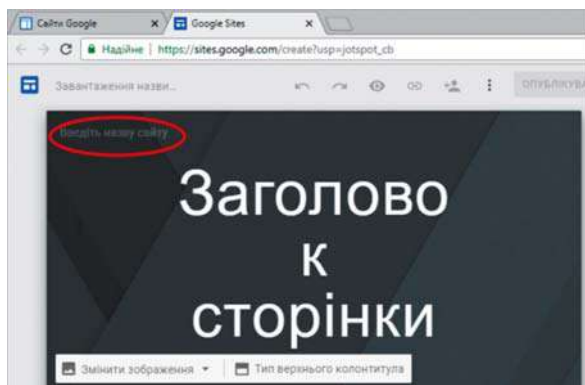 Сайти Google
Google Sites
Надійне | https://sites.google.com/create?usp=jotspot_cb
Завантаження назви...
ОПУБЛІКУВА
Введіть назву сайту
Заголово
к
сторінки
Змінити зображення
Тип верхнього колонтитула